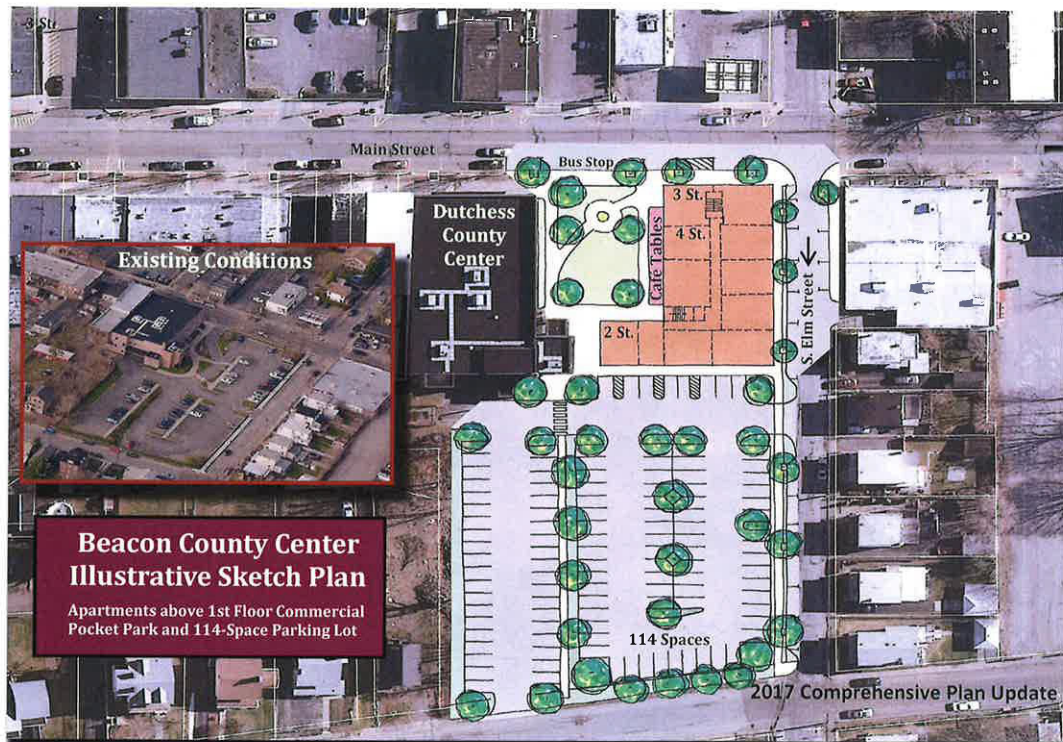 3 St.
Main Street
Bus Stop
Dutchess
County
Center
3 St.
4 St.
Cafe Tables
2 St.
S. Elm Street
Existing Conditions
Beacon County Center
Illustrative Sketch Plan
Apartments above 1st Floor Commercial
Pocket Park and 114-Space Parking Lot
114 Spaces
2017 Comprehensive Plan Update